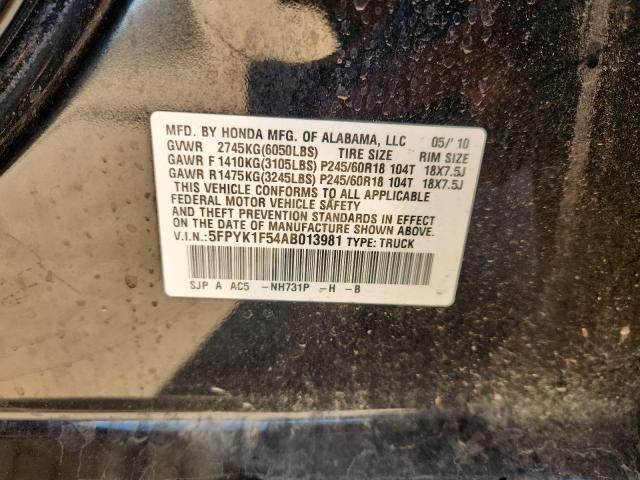 MFD. BY HONDA MFG. OF ALABAMA, LLC 05/'10
GVWR 2745KG(6050LBS) TIRE SIZE RIM SIZE
GAWR F 1410KG(3105LBS) P245/60R18 104T 18X7.5J
GAWR R1475KG(3245LBS) P245/60R18 104T 18X7.5J
THIS VEHICLE CONFORMS TO ALL APPLICABLE
FEDERAL MOTOR VEHICLE
AND THEFT PREVENTION STANDARDS IN EFFECT
ON THE DATE OF MANUFACTURE SHOWN ABOVE.
V.I.N.:5FPYK1F54AB013981 TYPE: TRUCK
SJP A AC5 -NH731P -H -B